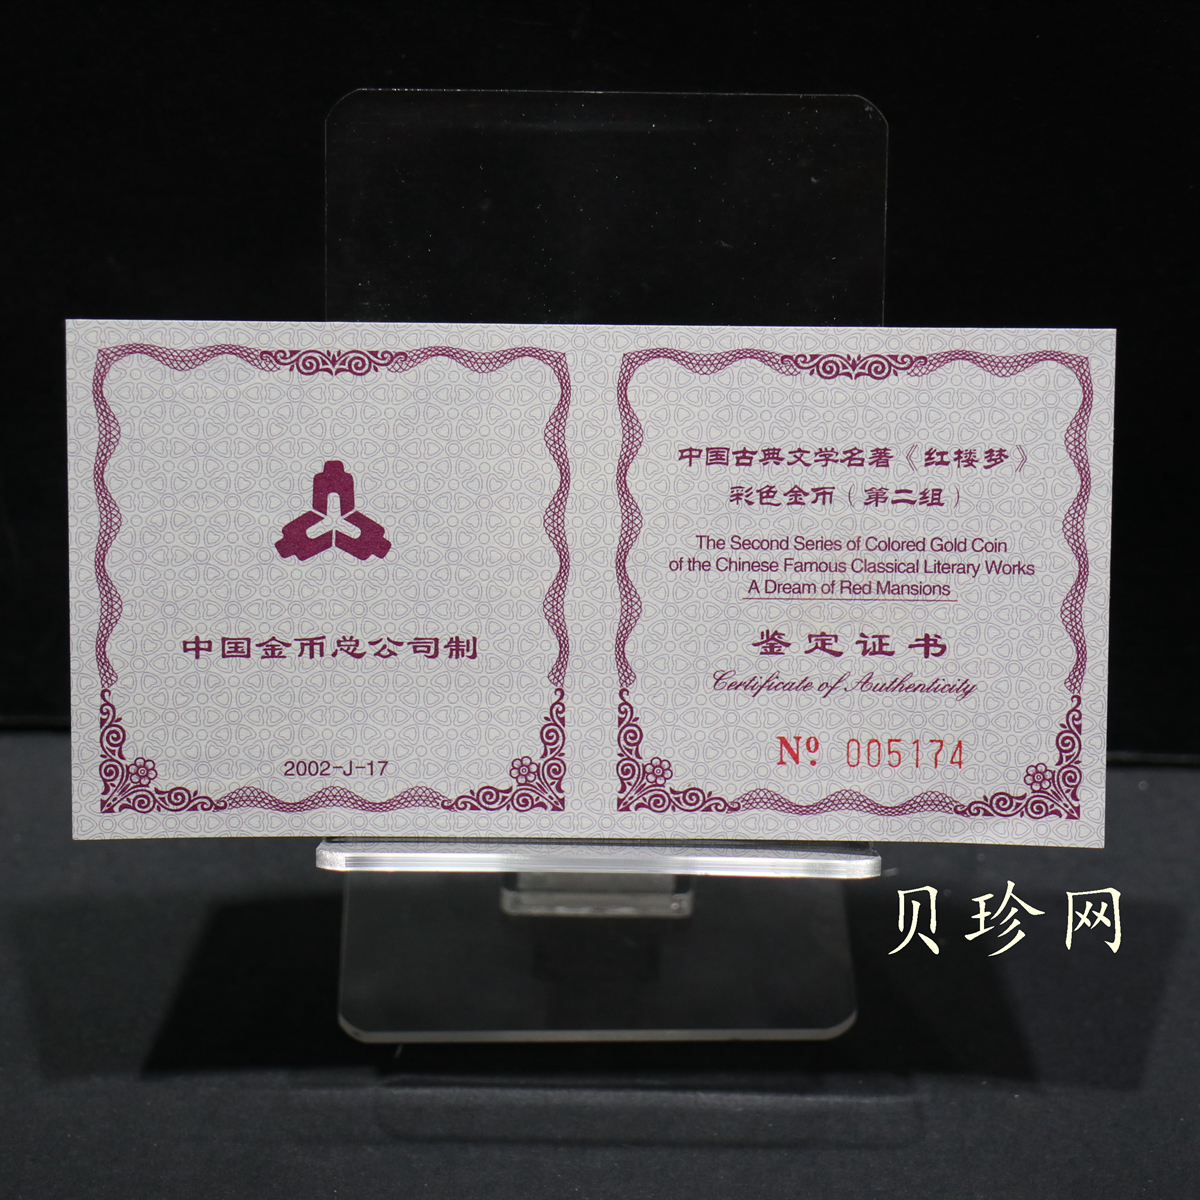 中国金币总公司制
2002-J-17
中国古典文学名著《红楼梦》
彩色金币（第二组）
The Second Series of Colored Gold Coin
of the Chinese Famous Classical Literary Works
A Dream of Red Mansions
鉴定证书
Certificate of Authenticity
Nº 005174
贝珍网